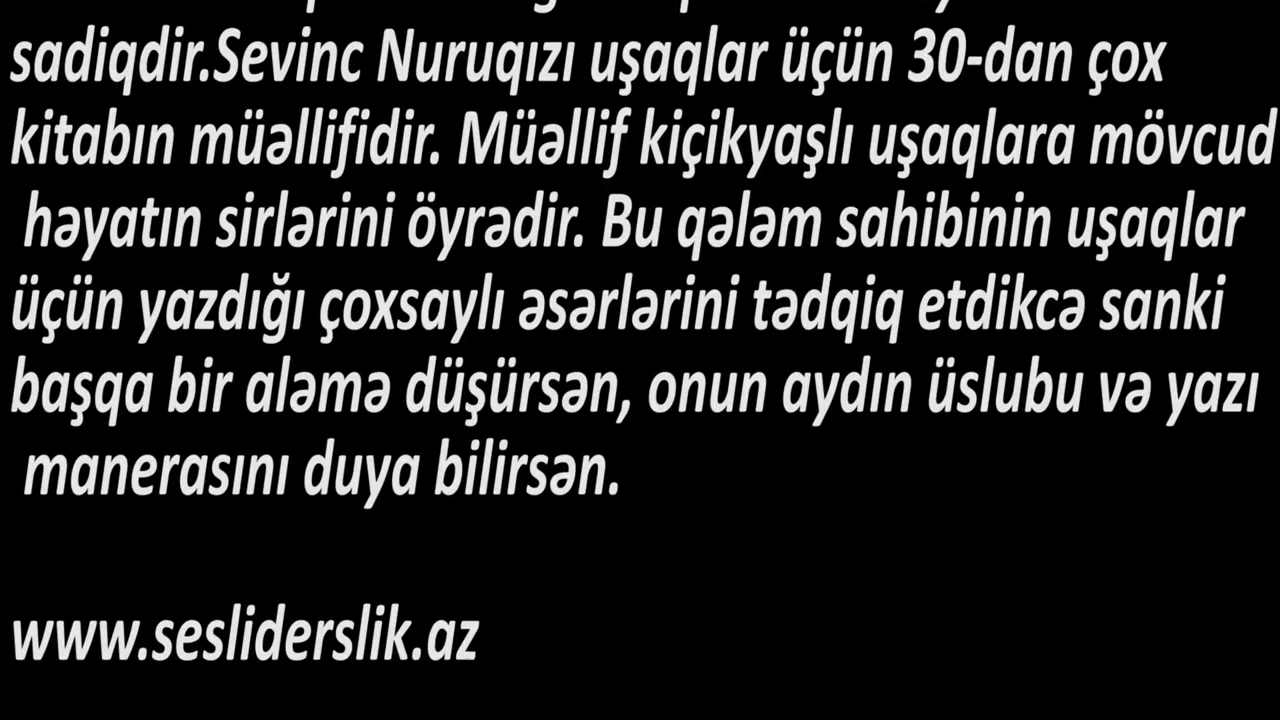 sadiqdir.Sevinc Nuruqızı uşaqlar üçün 30-dan çox
kitabın müəllifidir. Müəllif kiçikyaşlı uşaqlara mövcud
həyatın sirlərini öyrədir. Bu qələm sahibinin uşaqlar
üçün yazdığı çoxsaylı əsərlərini tədqiq etdikcə sanki
başqa bir aləmə düşürsən, onun aydın üslubu və yazı
manerasını duya bilirsən.
www.sesliderslik.az